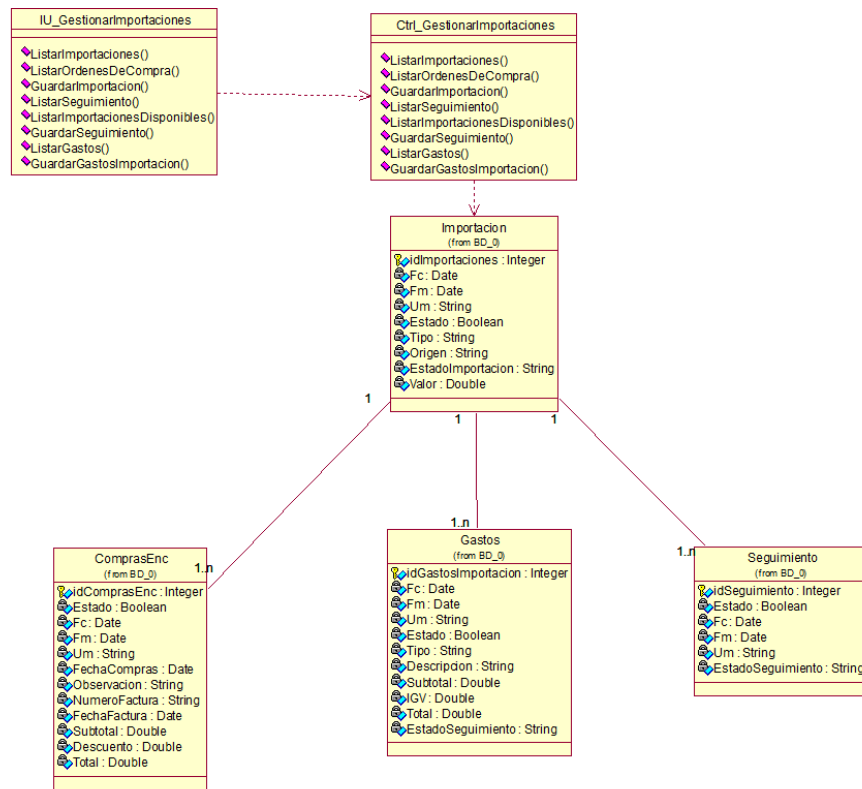 IU_GestionarImportaciones
ListarImportaciones()
ListarOrdenesDeCompra()
GuardarImportacion()
ListarSeguimiento()
ListarImportacionesDisponibles()
GuardarSeguimiento()
ListarGastos()
GuardarGastosImportacion()
Ctrl_GestionarImportaciones
ListarImportaciones()
ListarOrdenesDeCompra()
GuardarImportacion()
ListarSeguimiento()
ListarImportacionesDisponibles()
GuardarSeguimiento()
ListarGastos()
GuardarGastosImportacion()
Importacion
(from BD_0)
idImportaciones : Integer
Fc : Date
Fm : Date
Um : String
Estado : Boolean
Tipo : String
Origen : String
EstadoImportacion : String
Valor : Double
1
1
1
1..n
1..n
1..n
ComprasEnc
(from BD_0)
idComprasEnc : Integer
Estado : Boolean
Fc : Date
Fm : Date
Um : String
FechaCompras : Date
Observacion : String
NumeroFactura : String
FechaFactura : Date
Subtotal : Double
Descuento : Double
Total : Double
Gastos
(from BD_0)
idGastosImportacion : Integer
Fc : Date
Fm : Date
Um : String
Estado : Boolean
Tipo : String
Descripcion : String
Subtotal : Double
IGV : Double
Total : Double
EstadoSeguimiento : String
Seguimiento
(from BD_0)
idSeguimiento : Integer
Estado : Boolean
Fc : Date
Fm : Date
Um : String
EstadoSeguimiento : String